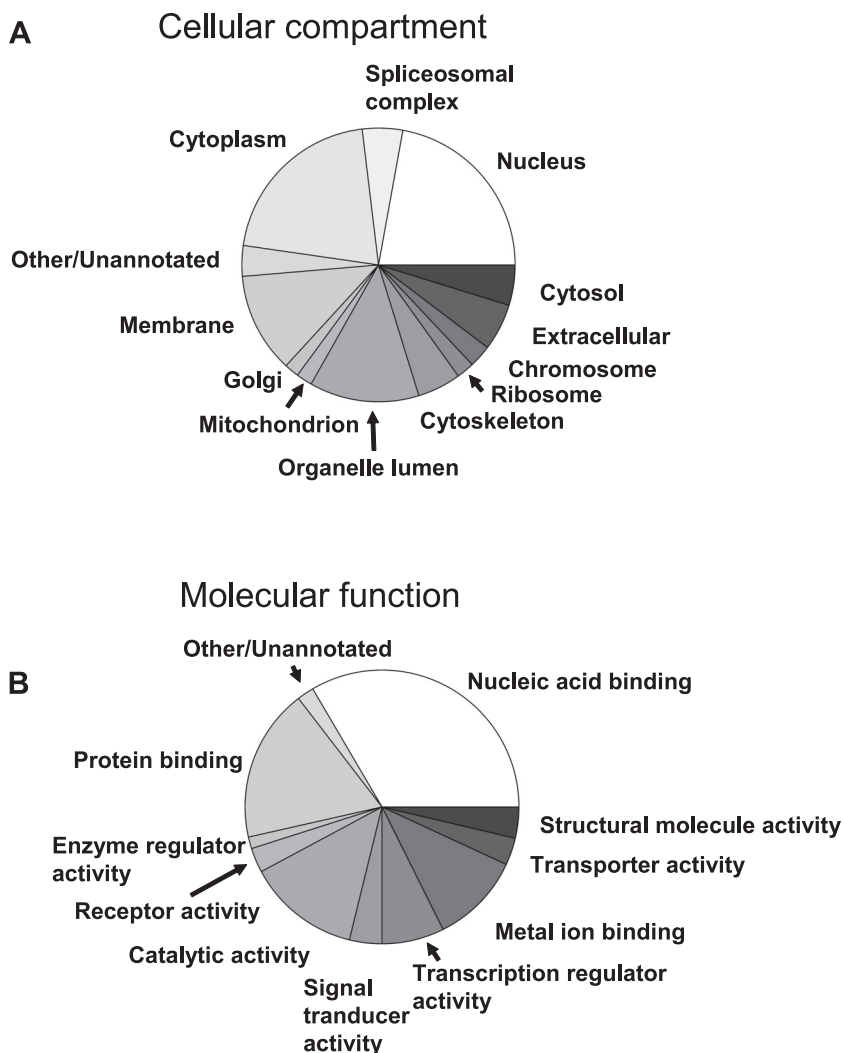 A
Cellular compartment
Spliceosomal
complex
Cytoplasm
Nucleus
Other/Unannotated
Cytosol
Membrane
Extracellular
Chromosome
Golgi
Ribosome
Mitochondrion
Cytoskeleton
Organelle lumen
Molecular function
Other/Unannotated
B
Nucleic acid binding
Protein binding
Structural molecule activity
Enzyme regulator
activity
Transporter activity
Receptor activity
Metal ion binding
Catalytic activity
Transcription regulator
activity
Signal
tranducer
activity